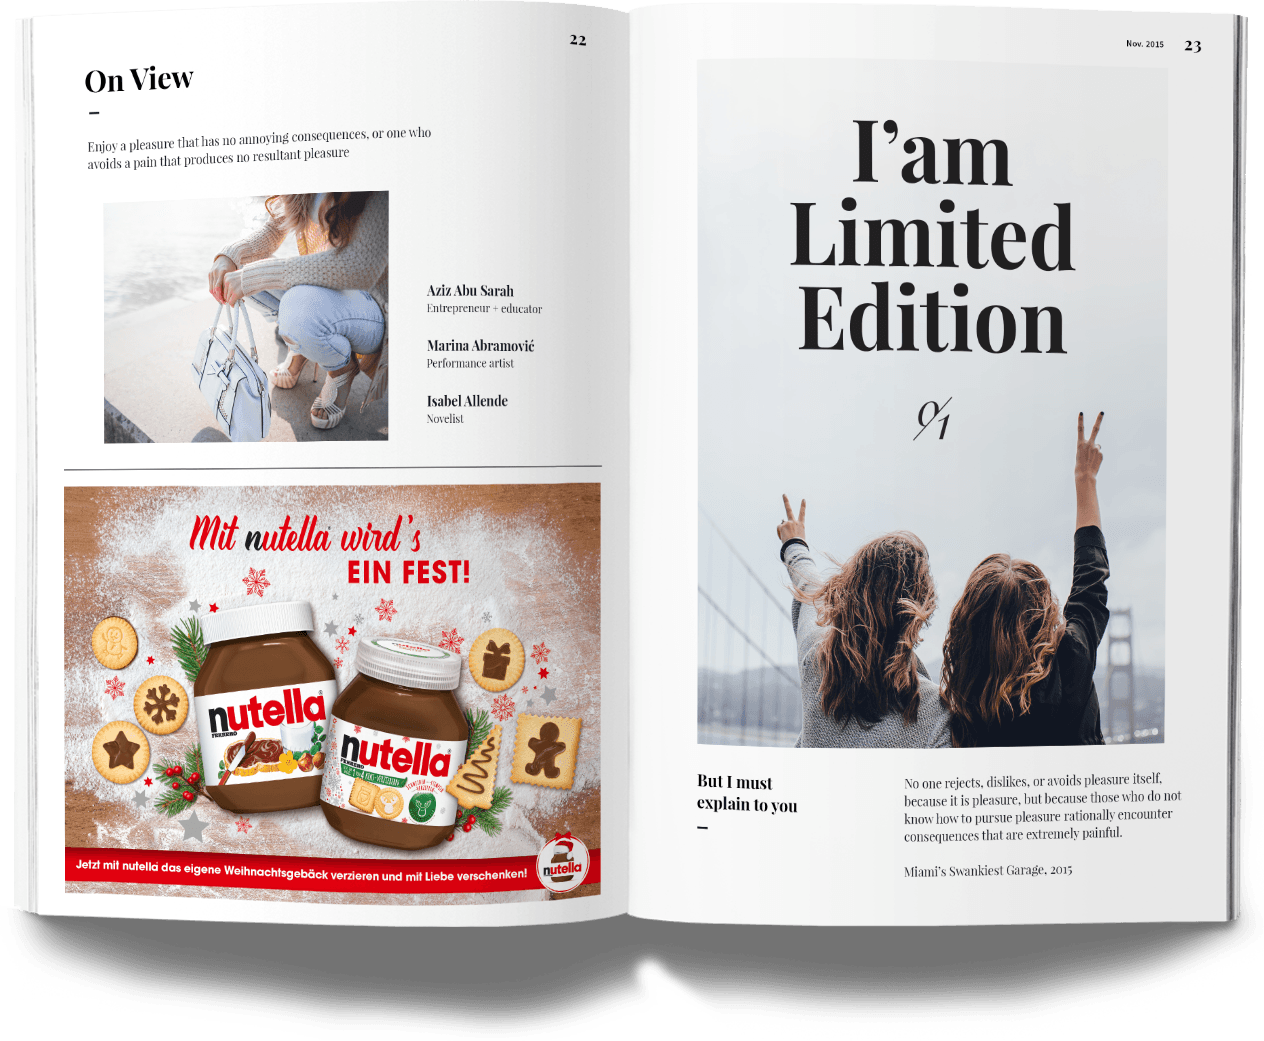 22
On View
–
Enjoy a pleasure that has no annoying consequences, or one who
avoids a pain that produces no resultant pleasure
Aziz Abu Sarah
Entrepreneur + educator
Marina Abramović
Performance artist
Isabel Allende
Novelist
Mit nutella wird's
EIN FEST!
nutella
FERRERO
nutella
FERRERO
Jetzt mit nutella das eigene Weihnachtsgebäck verzieren und mit Liebe verschenken!
nutella
Nov. 2015 23
I’am
Limited
Edition
0/1
But I must
explain to you
–
No one rejects, dislikes, or avoids pleasure itself,
because it is pleasure, but because those who do not
know how to pursue pleasure rationally encounter
consequences that are extremely painful.
Miami’s Swankiest Garage, 2015